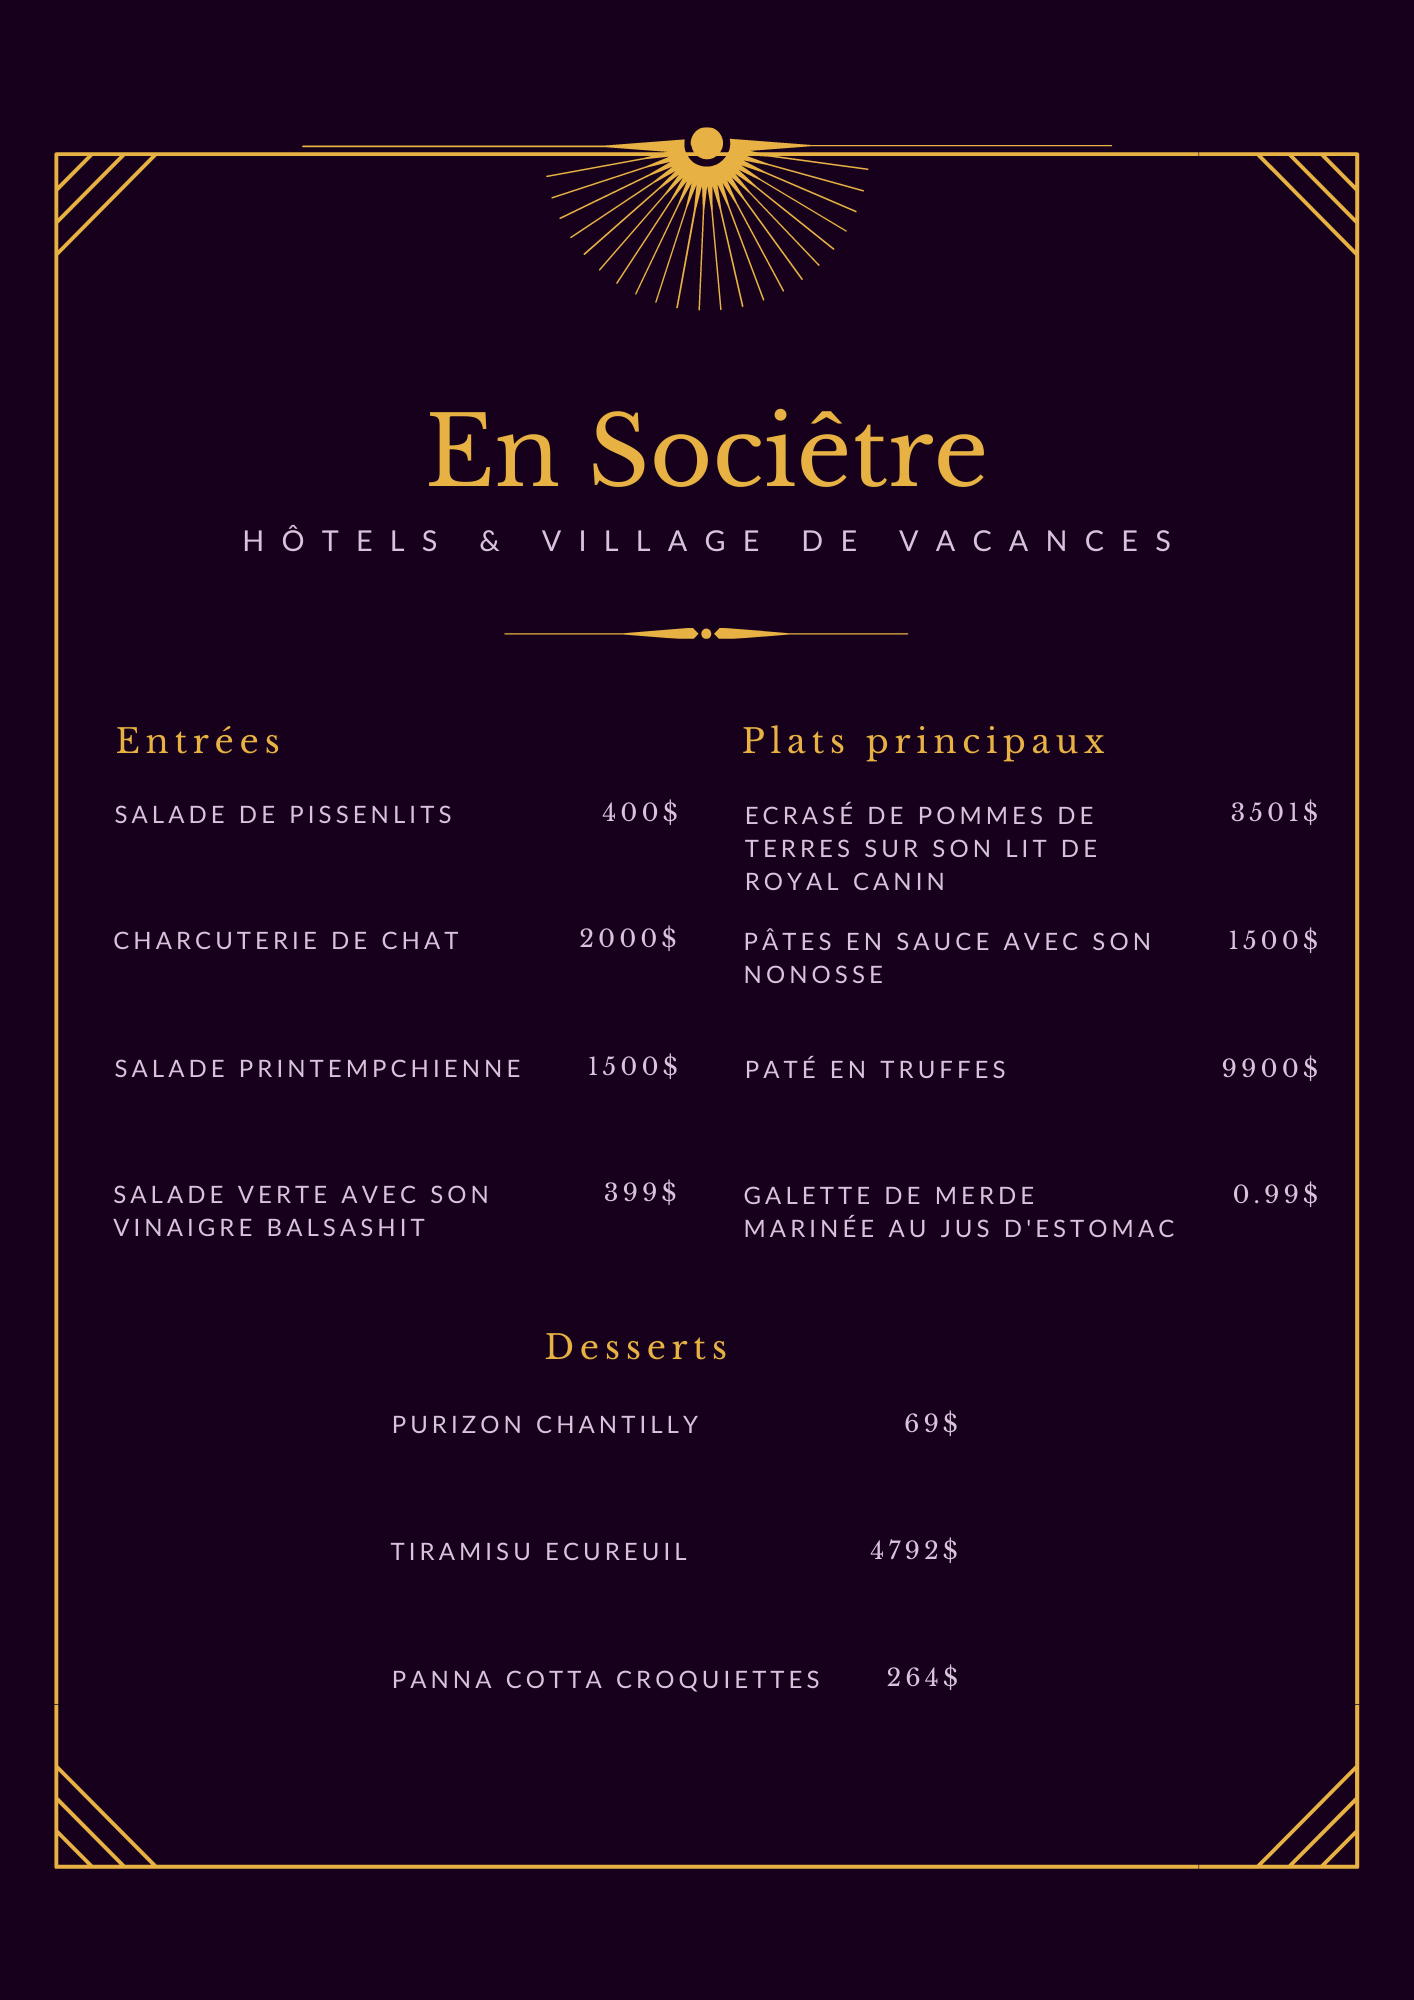 En Sociêtre
HÔTELS & VILLAGE DE VACANCES
Entrées
SALADE DE PISSENLITS 400$
CHARCUTERIE DE CHAT 2000$
SALADE PRINTEMPCHIENNE 1500$
SALADE VERTE AVEC SON 399$
VINAIGRE BALSASHIT
Plats principaux
ECRASÉ DE POMMES DE 3501$
TERRES SUR SON LIT DE
ROYAL CANIN
PÂTES EN SAUCE AVEC SON 1500$
NONOSSE
PATÉ EN TRUFFES 9900$
GALETTE DE MERDE 0.99$
MARINÉE AU JUS D'ESTOMAC
Desserts
PURIZON CHANTILLY 69$
TIRAMISU ECUREUIL 4792$
PANNA COTTA CROQUIETTES 264$